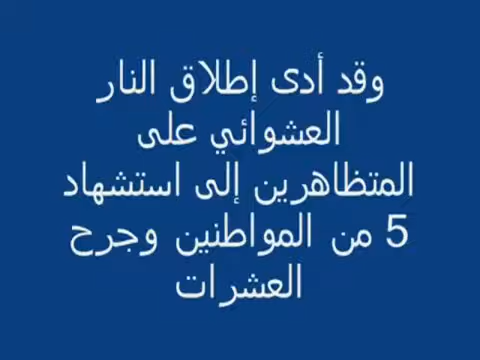 وقد أدى إطلاق النار
العشوائي على
المتظاهرين إلى استشهاد
5 من المواطنين وجرح
العشرات